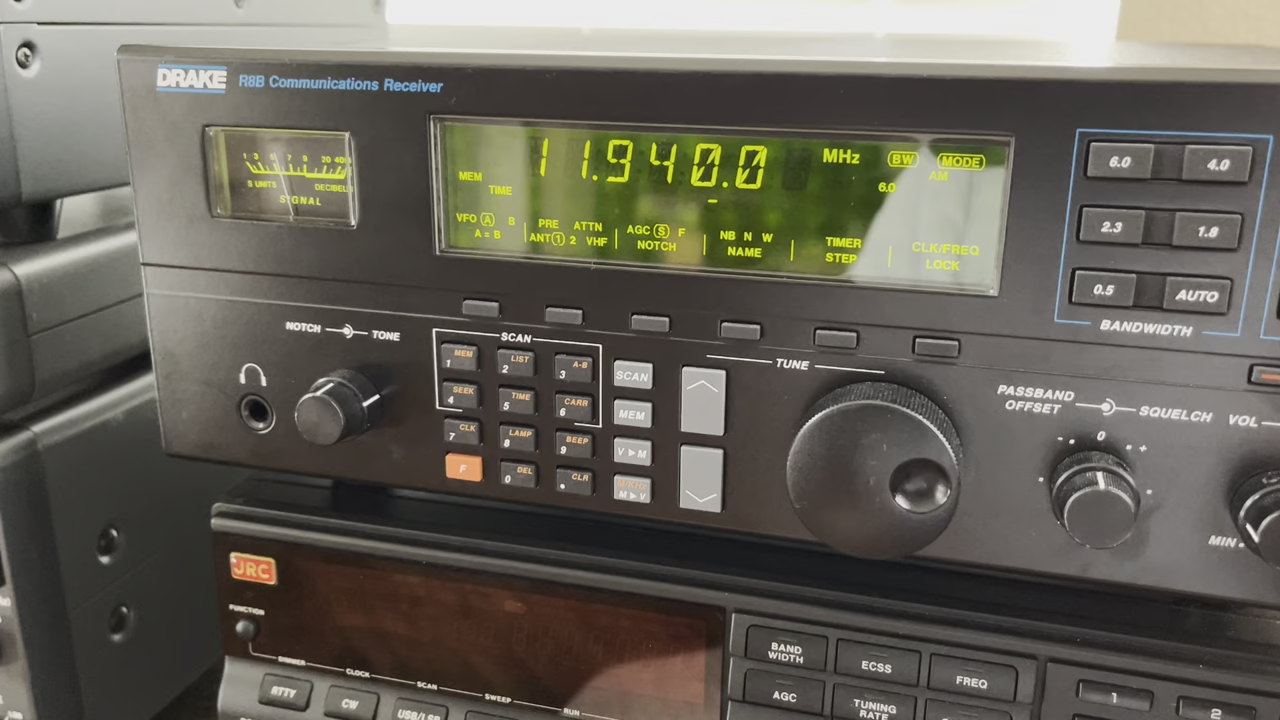 DRAKE R8B Communications Receiver
1 3 5 7 9 20 40
S UNITS DECIBEL
SIGNAL
11.940.0 MHz BW MODE
AM
6.0
MEM
TIME
VFO A B
A = B
PRE ATTN
ANT 1 2 VHF
AGC S F
NOTCH
NB N W
NAME
TIMER
STEP
CLK/FREQ
LOCK
6.0 4.0
2.3 1.8
0.5 AUTO
BANDWIDTH
NOTCH TONE
SCAN
MEM 1 LIST 2 A-B 3
SEEK 4 TIME 5 CARR 6
CLK 7 LAMP 8 BEEP 9
F DEL 0 CLR .
SCAN
MEM
V ▶ M
M ▶ V
TUNE
PASSBAND
OFFSET
SQUELCH
- 0 +
VOL
MIN
JRC
FUNCTION
DIMMER CLOCK SCAN SWEEP RUN
RTTY CW USB/LSB
BAND
WIDTH
ECSS
FREQ
AGC
TUNING
RATE
1
2